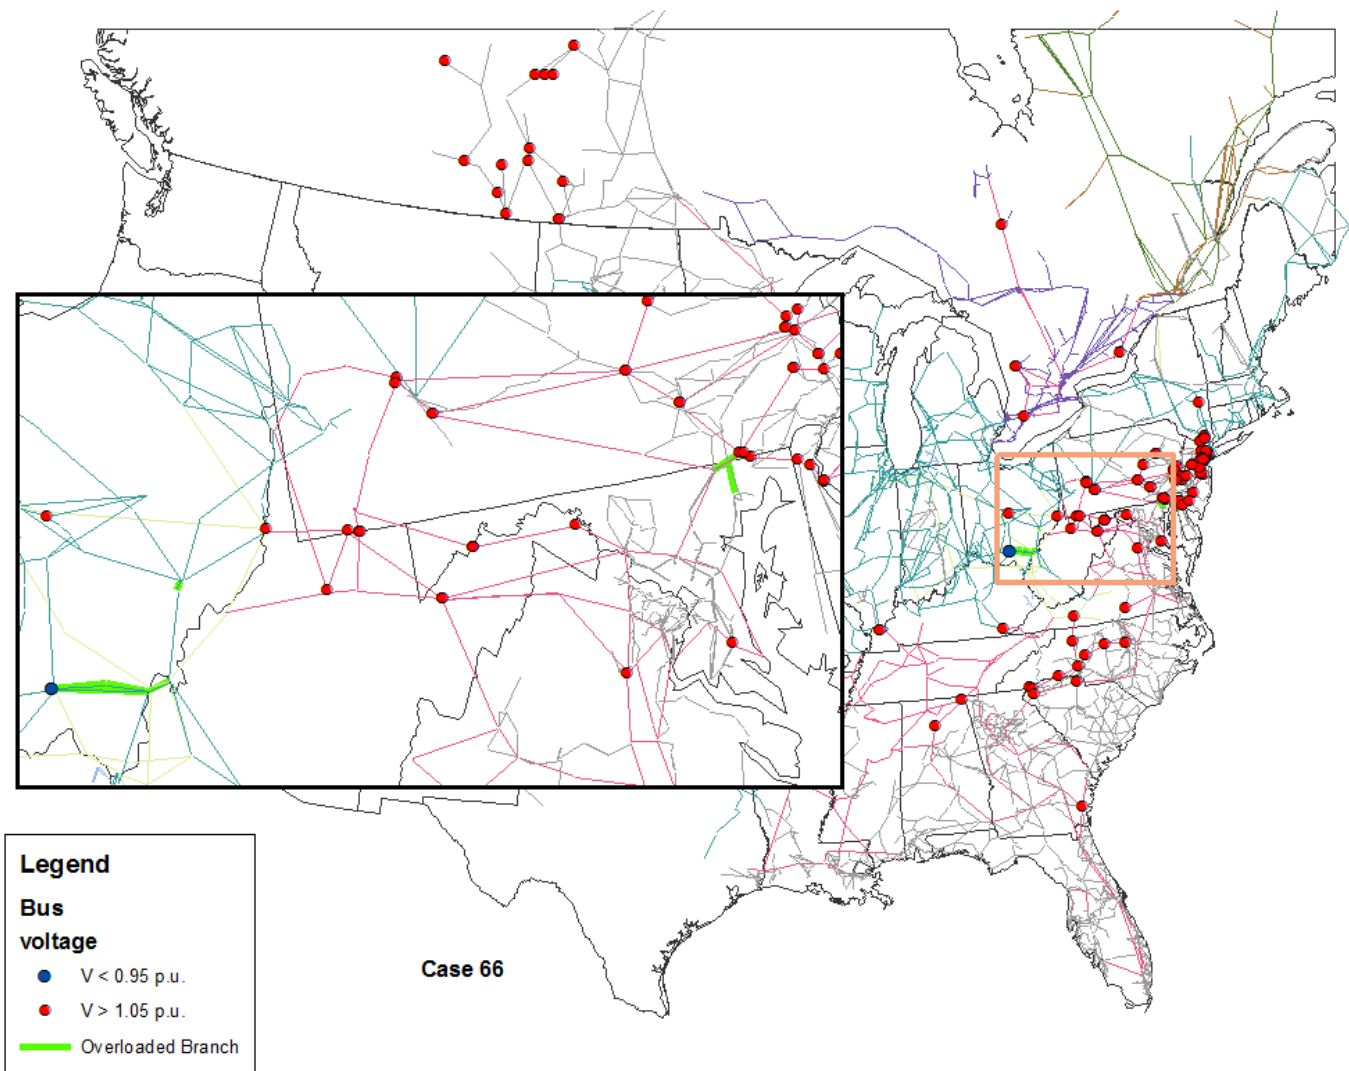 Case 66
Legend
Bus
voltage
V < 0.95 p.u.
V > 1.05 p.u.
Overloaded Branch